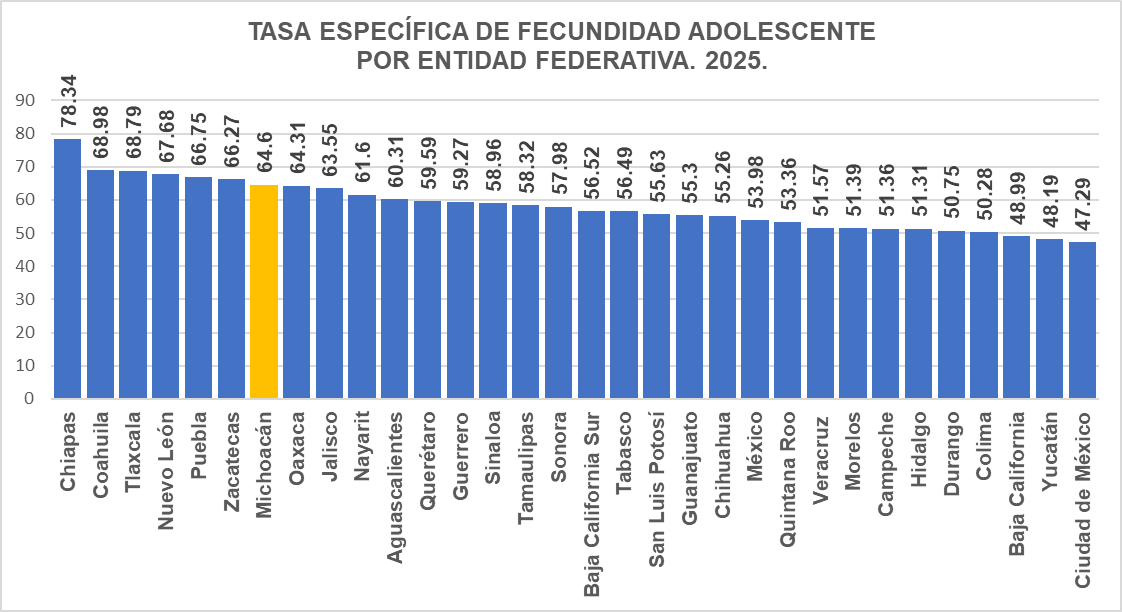 TASA ESPECÍFICA DE FECUNDIDAD ADOLESCENTE
POR ENTIDAD FEDERATIVA. 2025.
90
80
70
60
50
40
30
20
10
0
78.34
68.98
68.79
67.68
66.75
66.27
64.6
64.31
63.55
61.6
60.31
59.59
59.27
58.96
58.32
57.98
56.52
56.49
55.63
55.3
55.26
53.98
53.36
51.57
51.39
51.36
51.31
50.75
50.28
48.99
48.19
47.29
Chiapas
Coahuila
Tlaxcala
Nuevo León
Puebla
Zacatecas
Michoacán
Oaxaca
Jalisco
Nayarit
Aguascalientes
Querétaro
Guerrero
Sinaloa
Tamaulipas
Sonora
Baja California Sur
Tabasco
San Luis Potosí
Guanajuato
Chihuahua
México
Quintana Roo
Veracruz
Morelos
Campeche
Hidalgo
Durango
Colima
Baja California
Yucatán
Ciudad de México